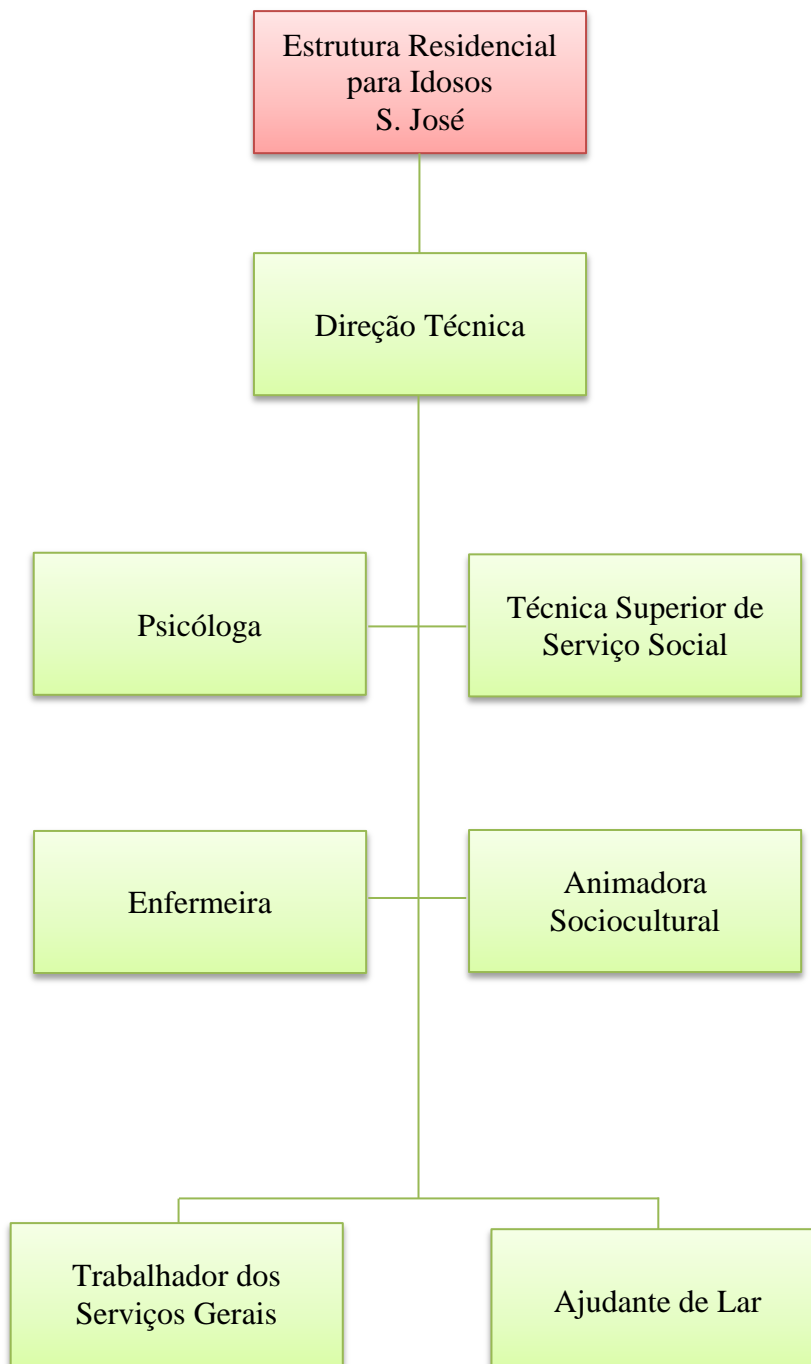 Estrutura Residencial
para Idosos
S. José
Direção Técnica
Psicóloga
Técnica Superior de
Serviço Social
Enfermeira
Animadora
Sociocultural
Trabalhador dos
Serviços Gerais
Ajudante de Lar